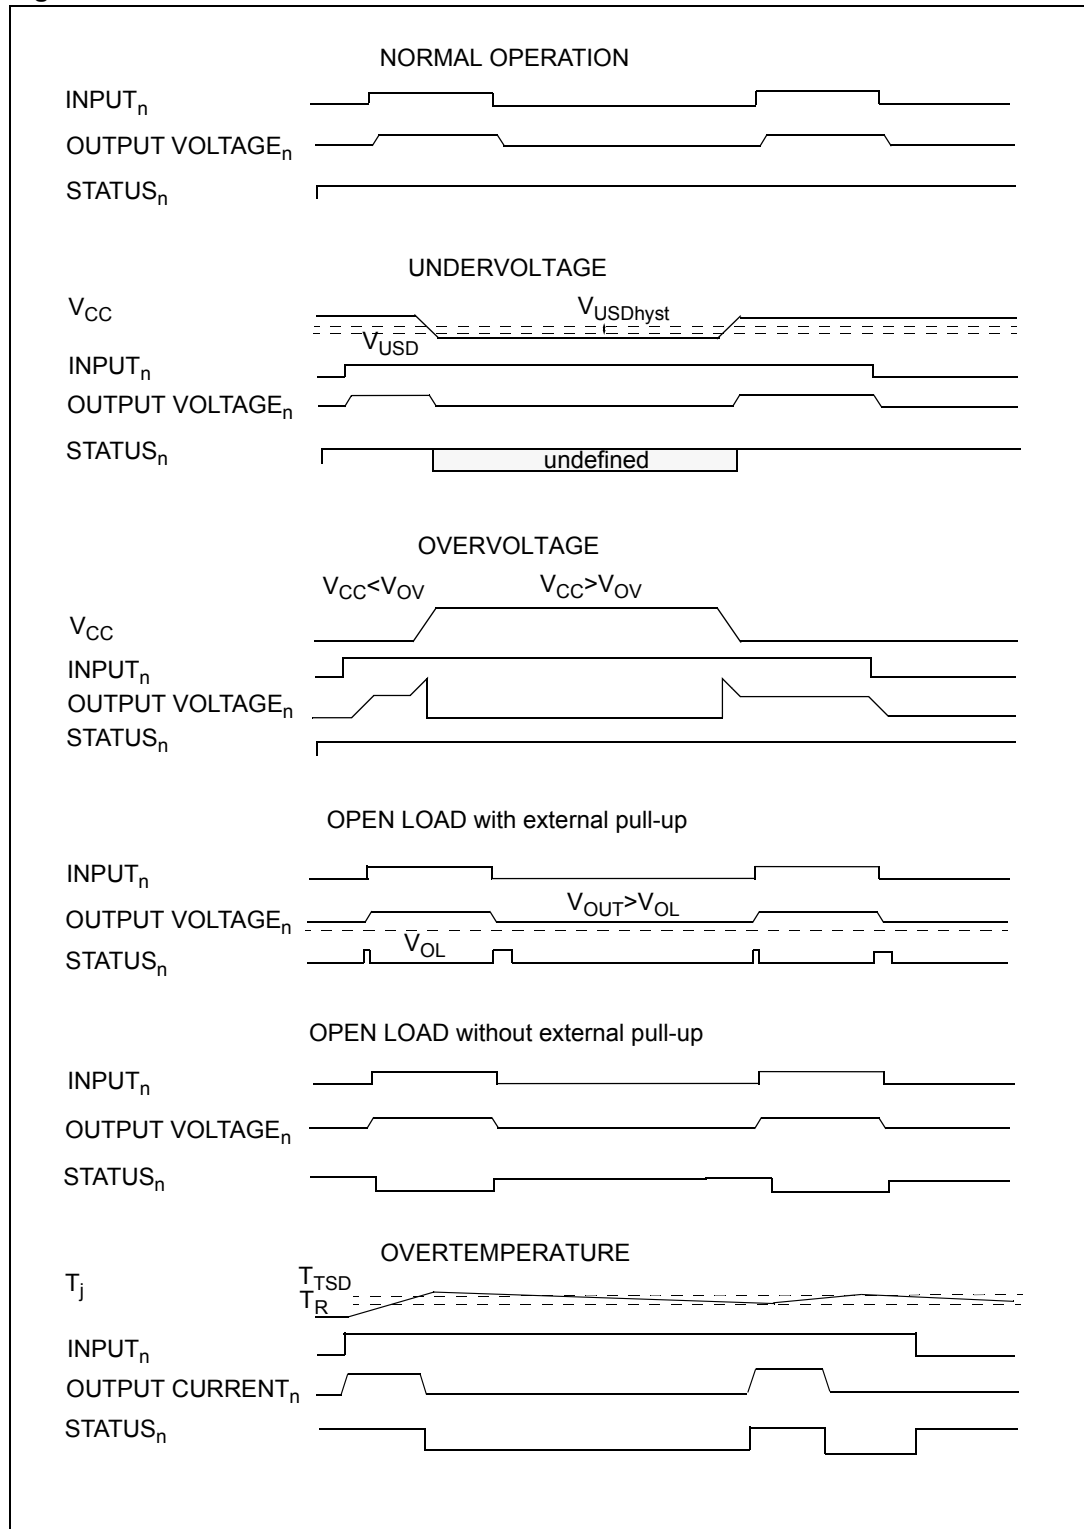 NORMAL OPERATION
INPUTn
OUTPUT VOLTAGEn
STATUSn
UNDERVOLTAGE
VCC
VUSDhyst
VUSD
INPUTn
OUTPUT VOLTAGEn
STATUSn
undefined
OVERVOLTAGE
VCC<VOV VCC>VOV
VCC
INPUTn
OUTPUT VOLTAGEn
STATUSn
OPEN LOAD with external pull-up
INPUTn
OUTPUT VOLTAGEn
VOUT>VOL
VOL
STATUSn
OPEN LOAD without external pull-up
INPUTn
OUTPUT VOLTAGEn
STATUSn
OVERTEMPERATURE
Tj
TTSD
TR
INPUTn
OUTPUT CURRENTn
STATUSn